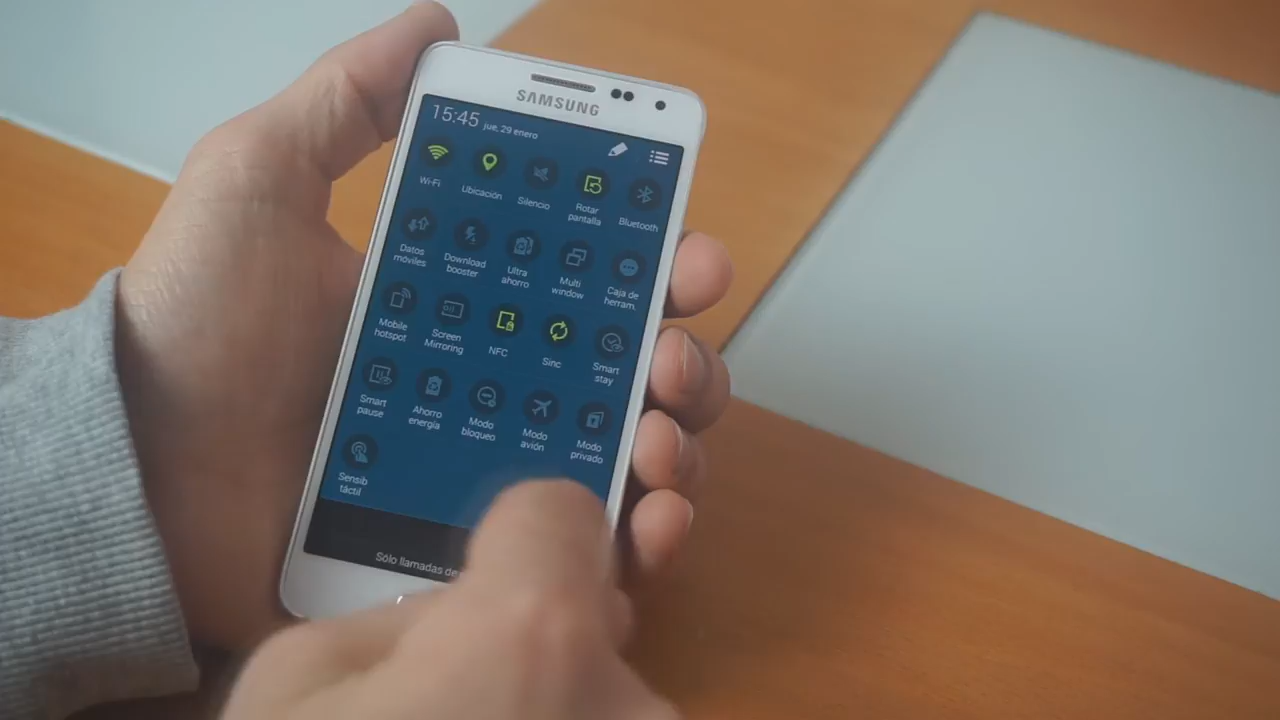 SAMSUNG
15:45 jue, 29 enero
Wi-Fi
Ubicación
Silencio
Rotar
pantalla
Bluetooth
Datos
móviles
Download
booster
Ultra
ahorro
Multi
window
Caja de
herram.
Mobile
hotspot
Screen
Mirroring
NFC
Sinc
Smart
stay
Smart
pause
Ahorro
energía
Modo
bloqueo
Modo
avión
Modo
privado
Sensib
táctil
Sólo llamadas de